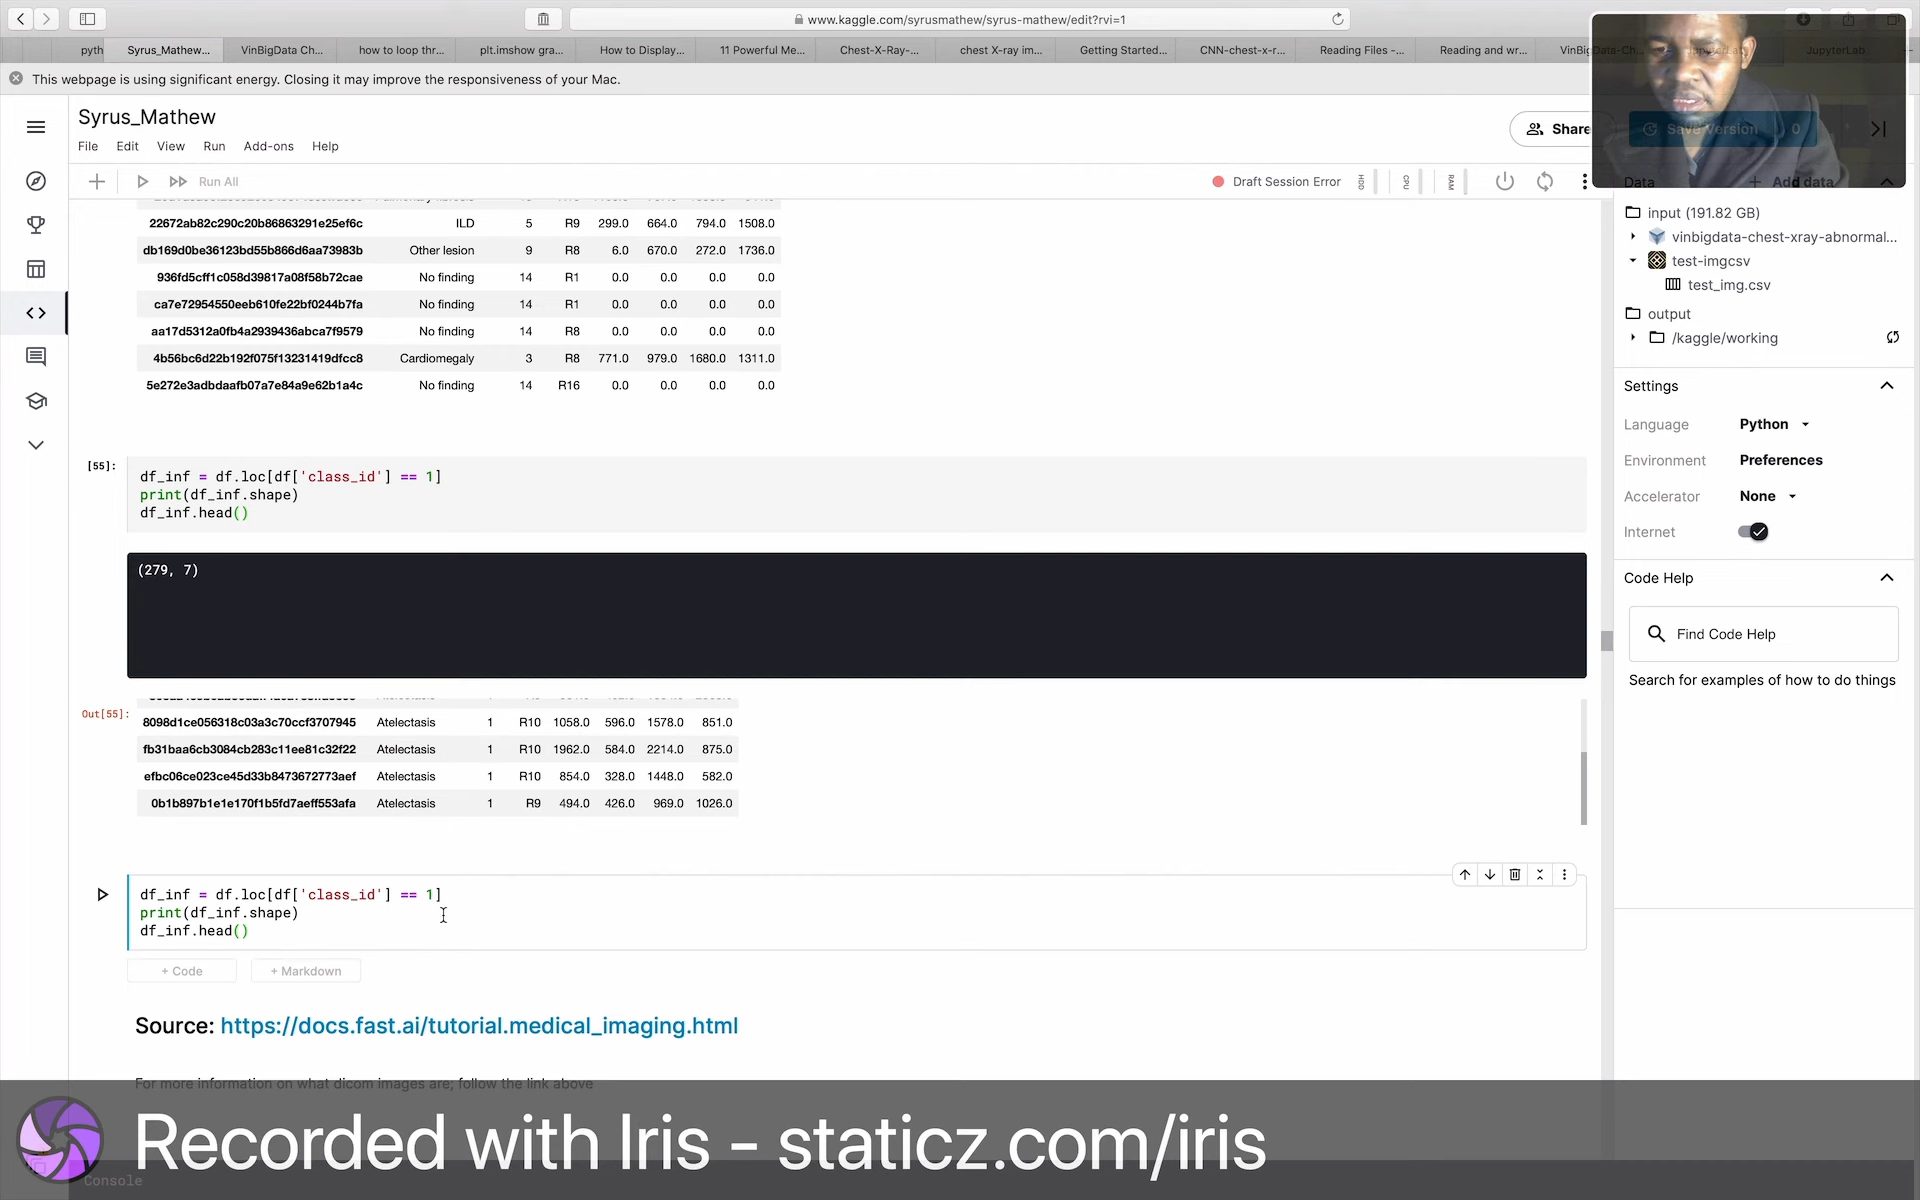 www.kaggle.com/syrusmathew/syrus-mathew/edit?rvi=1
pyth
Syrus_Mathew...
VinBigData Ch...
how to loop thr...
plt.imshow gra...
How to Display...
11 Powerful Me...
Chest-X-Ray-...
chest X-ray im...
Getting Started...
CNN-chest-x-r...
Reading Files -...
Reading and wr...
VinBigData-Ch...
JupyterLab
JupyterLab
This webpage is using significant energy. Closing it may improve the responsiveness of your Mac.
Syrus_Mathew
File Edit View Run Add-ons Help
Share
Save Version 0
Run All
Draft Session Error
HDD
CPU
RAM
22672ab82c290c20b86863291e25ef6c ILD 5 R9 299.0 664.0 794.0 1508.0
db169d0be36123bd55b866d6aa73983b Other lesion 9 R8 6.0 670.0 272.0 1736.0
936fd5cff1c058d39817a08f58b72cae No finding 14 R1 0.0 0.0 0.0 0.0
ca7e72954550eeb610fe22bf0244b7fa No finding 14 R1 0.0 0.0 0.0 0.0
aa17d5312a0fb4a2939436abca7f9579 No finding 14 R8 0.0 0.0 0.0 0.0
4b56bc6d22b192f075f13231419dfcc8 Cardiomegaly 3 R8 771.0 979.0 1680.0 1311.0
5e272e3adbdaafb07a7e84a9e62b1a4c No finding 14 R16 0.0 0.0 0.0 0.0
[55]:
df_inf = df.loc[df['class_id'] == 1]
print(df_inf.shape)
df_inf.head()
(279, 7)
Out[55]:
8098d1ce056318c03a3c70ccf3707945 Atelectasis 1 R10 1058.0 596.0 1578.0 851.0
fb31baa6cb3084cb283c11ee81c32f22 Atelectasis 1 R10 1962.0 584.0 2214.0 875.0
efbc06ce023ce45d33b8473672773aef Atelectasis 1 R10 854.0 328.0 1448.0 582.0
0b1b897b1e1e170f1b5fd7aeff553afa Atelectasis 1 R9 494.0 426.0 969.0 1026.0
df_inf = df.loc[df['class_id'] == 1]
print(df_inf.shape)
df_inf.head()
+ Code
+ Markdown
Source: https://docs.fast.ai/tutorial.medical_imaging.html
For more information on what dicom images are; follow the link above
Data
+ Add data
input (191.82 GB)
vinbigdata-chest-xray-abnormal...
test-imgcsv
test_img.csv
output
/kaggle/working
Settings
Language Python
Environment Preferences
Accelerator None
Internet
Code Help
Find Code Help
Search for examples of how to do things
Recorded with Iris - staticz.com/iris
Console